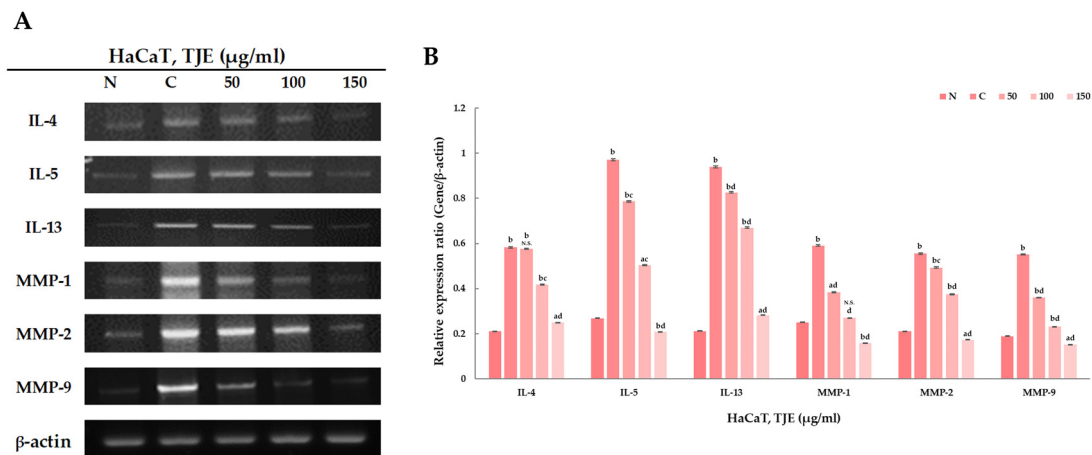 A
HaCaT, TJE (μg/ml)
N C 50 100 150
IL-4
IL-5
IL-13
MMP-1
MMP-2
MMP-9
β-actin
B
N C 50 100 150
Relative expression ratio (Gene/β-actin)
1.2
1
0.8
0.6
0.4
0.2
0
b b N.S. bc ad
b bc ac bd
b bd bd ad
b ad N.S. d bd
b bc bd ad
b bd bd ad
IL-4 IL-5 IL-13 MMP-1 MMP-2 MMP-9
HaCaT, TJE (μg/ml)